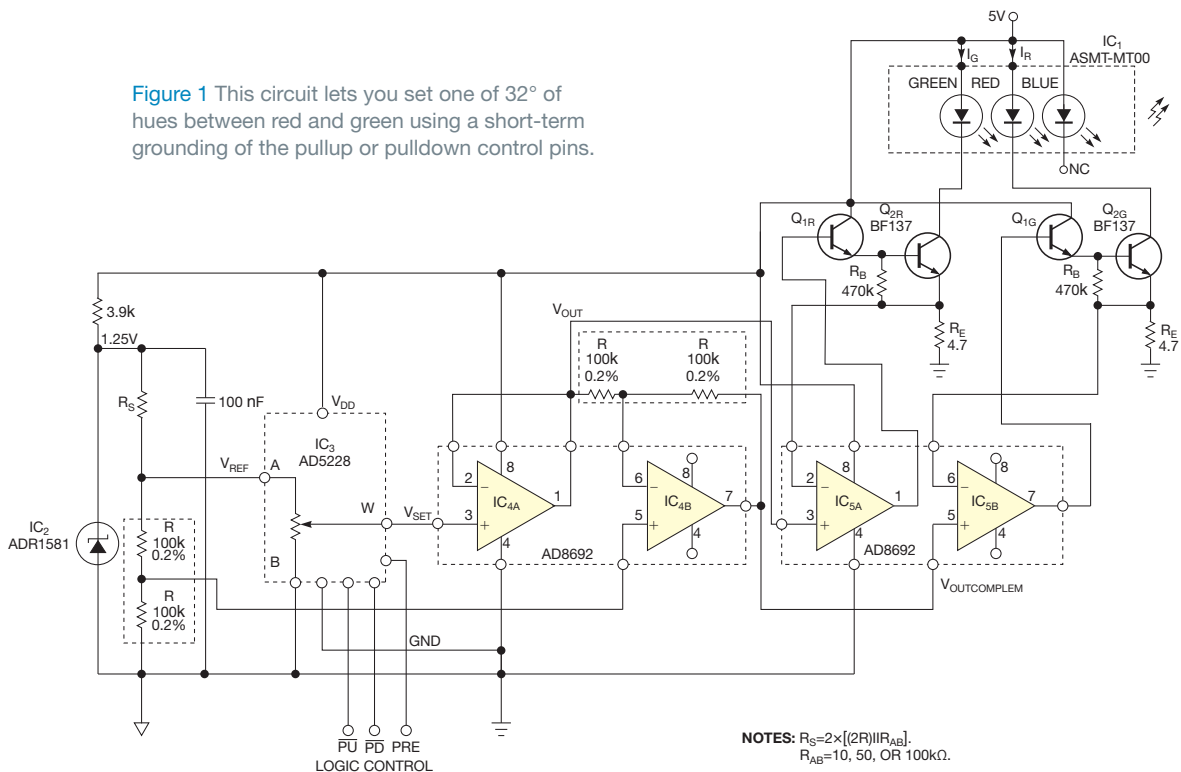 Figure 1 This circuit lets you set one of 32° of
hues between red and green using a short-term
grounding of the pullup or pulldown control pins.
5V
IC1
ASMT-MT00
IG
IR
GREEN RED BLUE
NC
Q1R
Q2R
BF137
RB
470k
RE
4.7
Q1G
Q2G
BF137
RB
470k
RE
4.7
3.9k
1.25V
RS
100 nF
VDD
IC3
AD5228
VREF
A
W
B
VSET
VOUT
R
100k
0.2%
R
100k
0.2%
IC2
ADR1581
R
100k
0.2%
R
100k
0.2%
2
−
3
+
8
IC4A
1
4
6
−
5
+
8
IC4B
7
4
AD8692
2
−
3
+
8
IC5A
1
4
6
−
5
+
8
IC5B
7
4
AD8692
VOUTCOMPLEM
GND
PU PD PRE
LOGIC CONTROL
NOTES: RS=2×[(2R)IIRAB].
RAB=10, 50, OR 100kΩ.